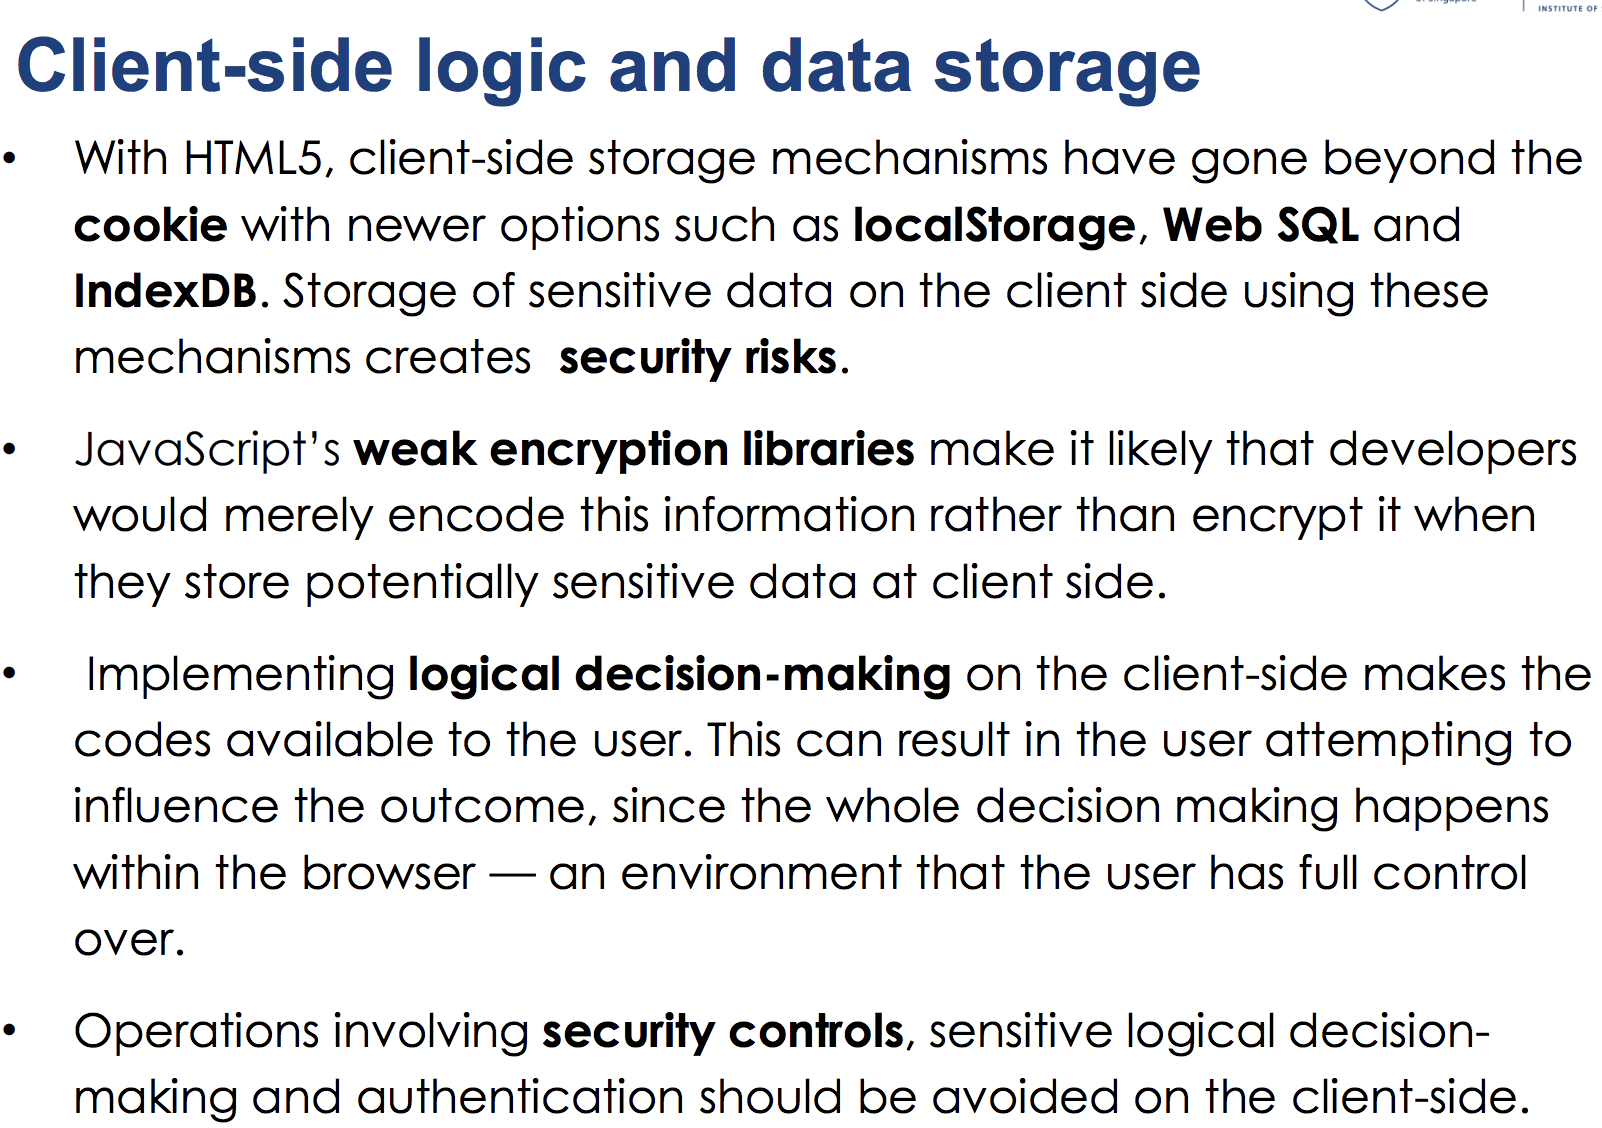 INSTITUTE OF
Client-side logic and data storage
• With HTML5, client-side storage mechanisms have gone beyond the
cookie with newer options such as localStorage, Web SQL and
IndexDB. Storage of sensitive data on the client side using these
mechanisms creates  security risks.
• JavaScript’s weak encryption libraries make it likely that developers
would merely encode this information rather than encrypt it when
they store potentially sensitive data at client side.
• Implementing logical decision-making on the client-side makes the
codes available to the user. This can result in the user attempting to
influence the outcome, since the whole decision making happens
within the browser — an environment that the user has full control
over.
• Operations involving security controls, sensitive logical decision-
making and authentication should be avoided on the client-side.